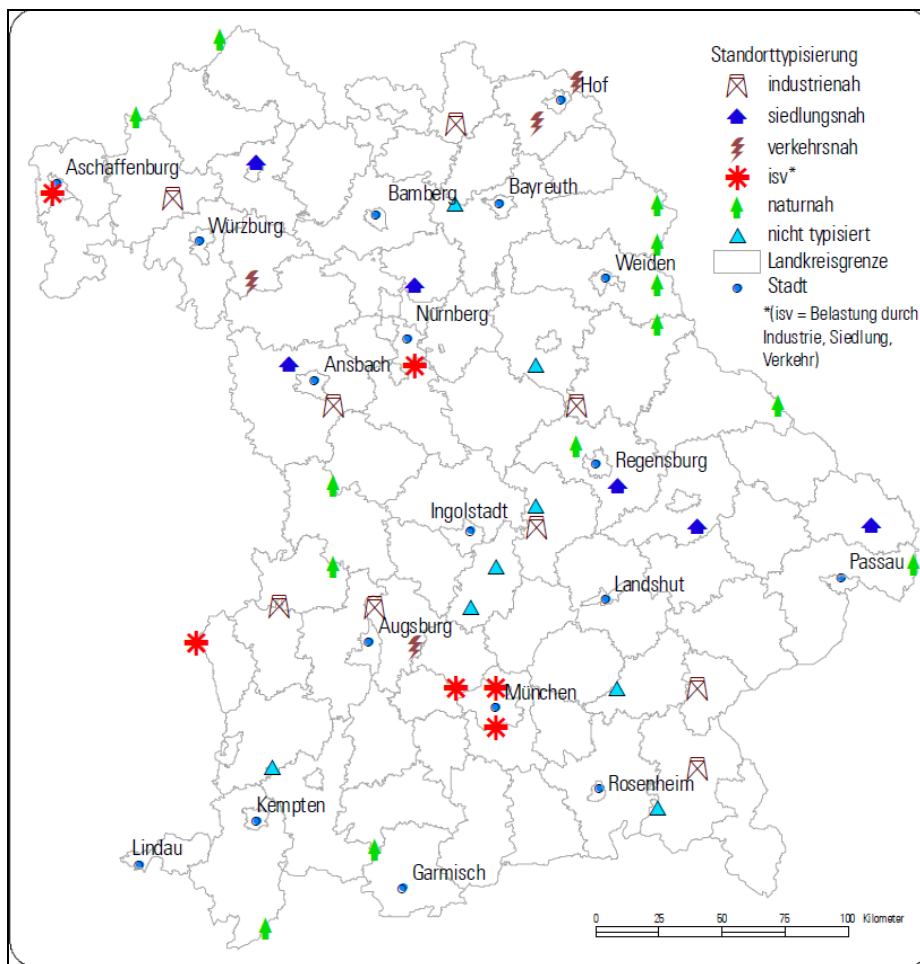 Standorttypisierung
industrienah
siedlungsnah
verkehrsnah
isv*
naturnah
nicht typisiert
Landkreisgrenze
Stadt
*(isv = Belastung durch
Industrie, Siedlung,
Verkehr)
Hof
Aschaffenburg
Bamberg
Bayreuth
Würzburg
Weiden
Nürnberg
Ansbach
Regensburg
Ingolstadt
Passau
Landshut
Augsburg
München
Rosenheim
Kempten
Lindau
Garmisch
0 25 50 75 100 Kilometer